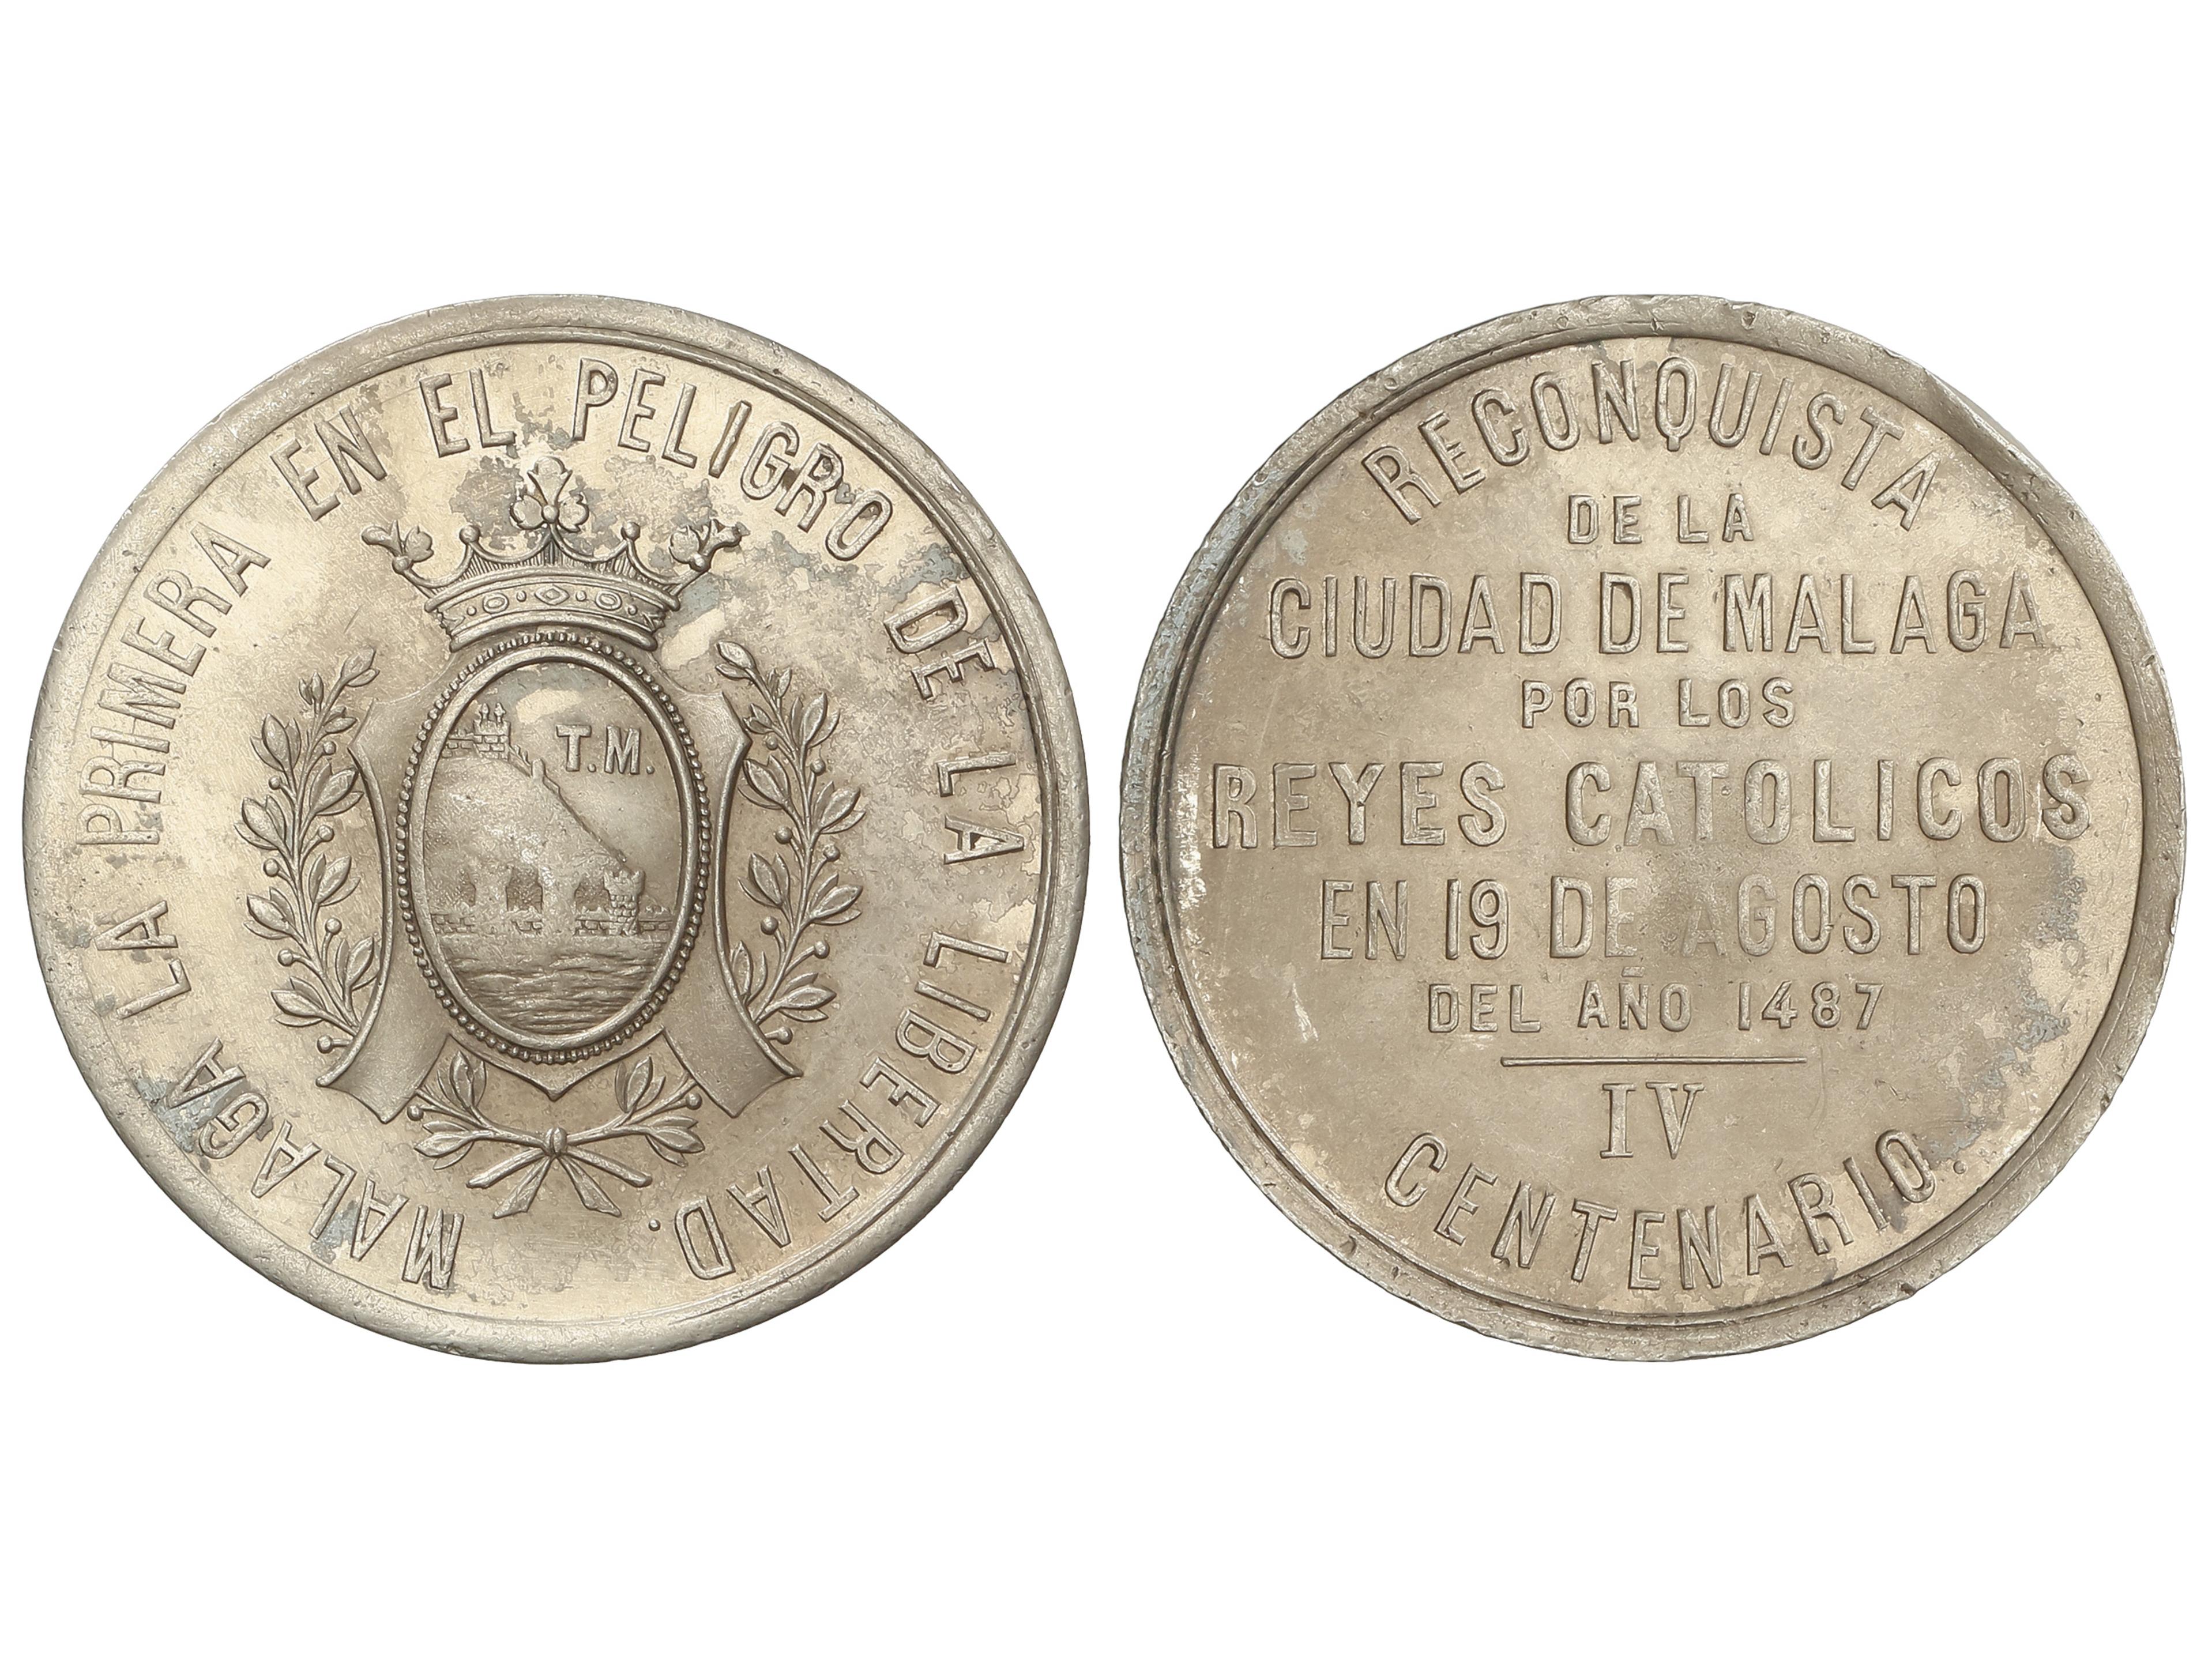 MALAGA LA PRIMERA EN EL PELIGRO DE LA LIBERTAD.
T.M.
RECONQUISTA
DE LA
CIUDAD DE MALAGA
POR LOS
REYES CATOLICOS
EN 19 DE AGOSTO
DEL AÑO 1487
IV
CENTENARIO.